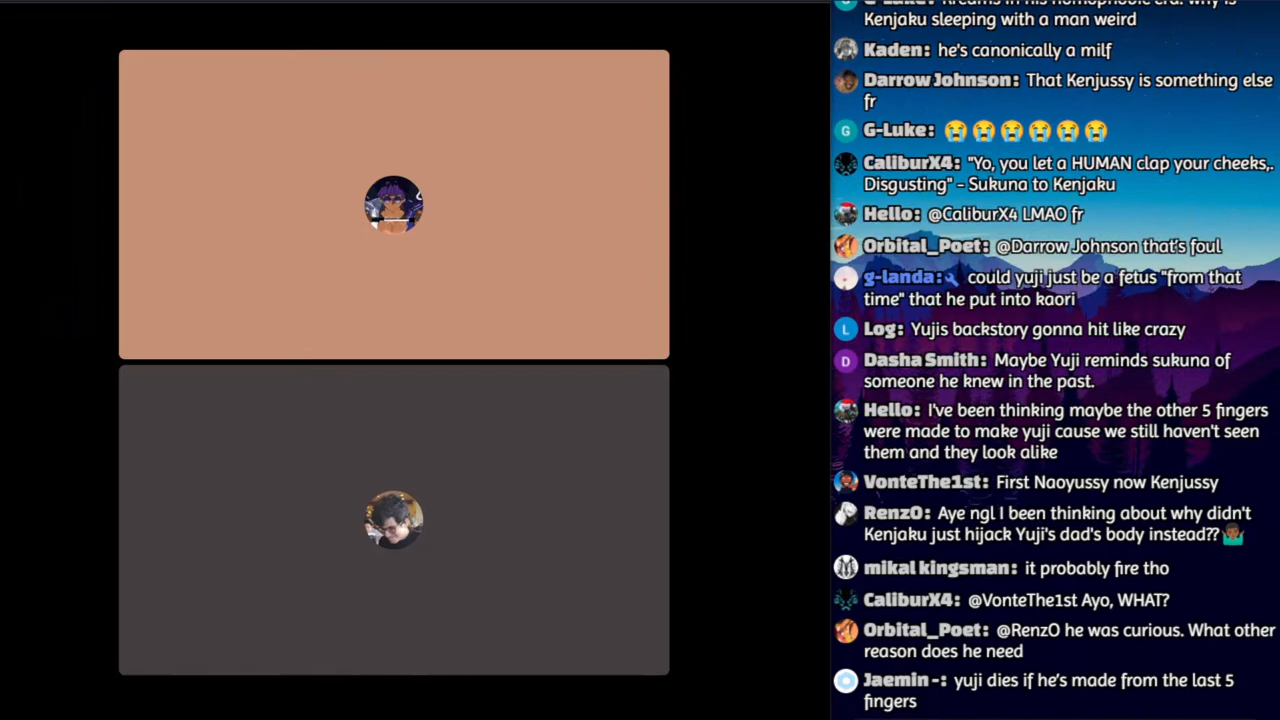 Kenjaku sleeping with a man weird
Kaden: he's canonically a milf
Darrow Johnson: That Kenjussy is something else
fr
G G-Luke: 😭😭😭😭😭😭
CaliburX4: "Yo, you let a HUMAN clap your cheeks,.
Disgusting" - Sukuna to Kenjaku
Hello: @CaliburX4 LMAO fr
Orbital_Poet: @Darrow Johnson that's foul
g-landa: could yuji just be a fetus "from that
time" that he put into kaori
L Log: Yujis backstory gonna hit like crazy
D Dasha Smith: Maybe Yuji reminds sukuna of
someone he knew in the past.
Hello: I've been thinking maybe the other 5 fingers
were made to make yuji cause we still haven't seen
them and they look alike
VonteThe1st: First Naoyussy now Kenjussy
RenzO: Aye ngl I been thinking about why didn't
Kenjaku just hijack Yuji's dad's body instead?? 🤷🏾‍♂️
mikal kingsman: it probably fire tho
CaliburX4: @VonteThe1st Ayo, WHAT?
Orbital_Poet: @RenzO he was curious. What other
reason does he need
Jaemin -: yuji dies if he's made from the last 5
fingers